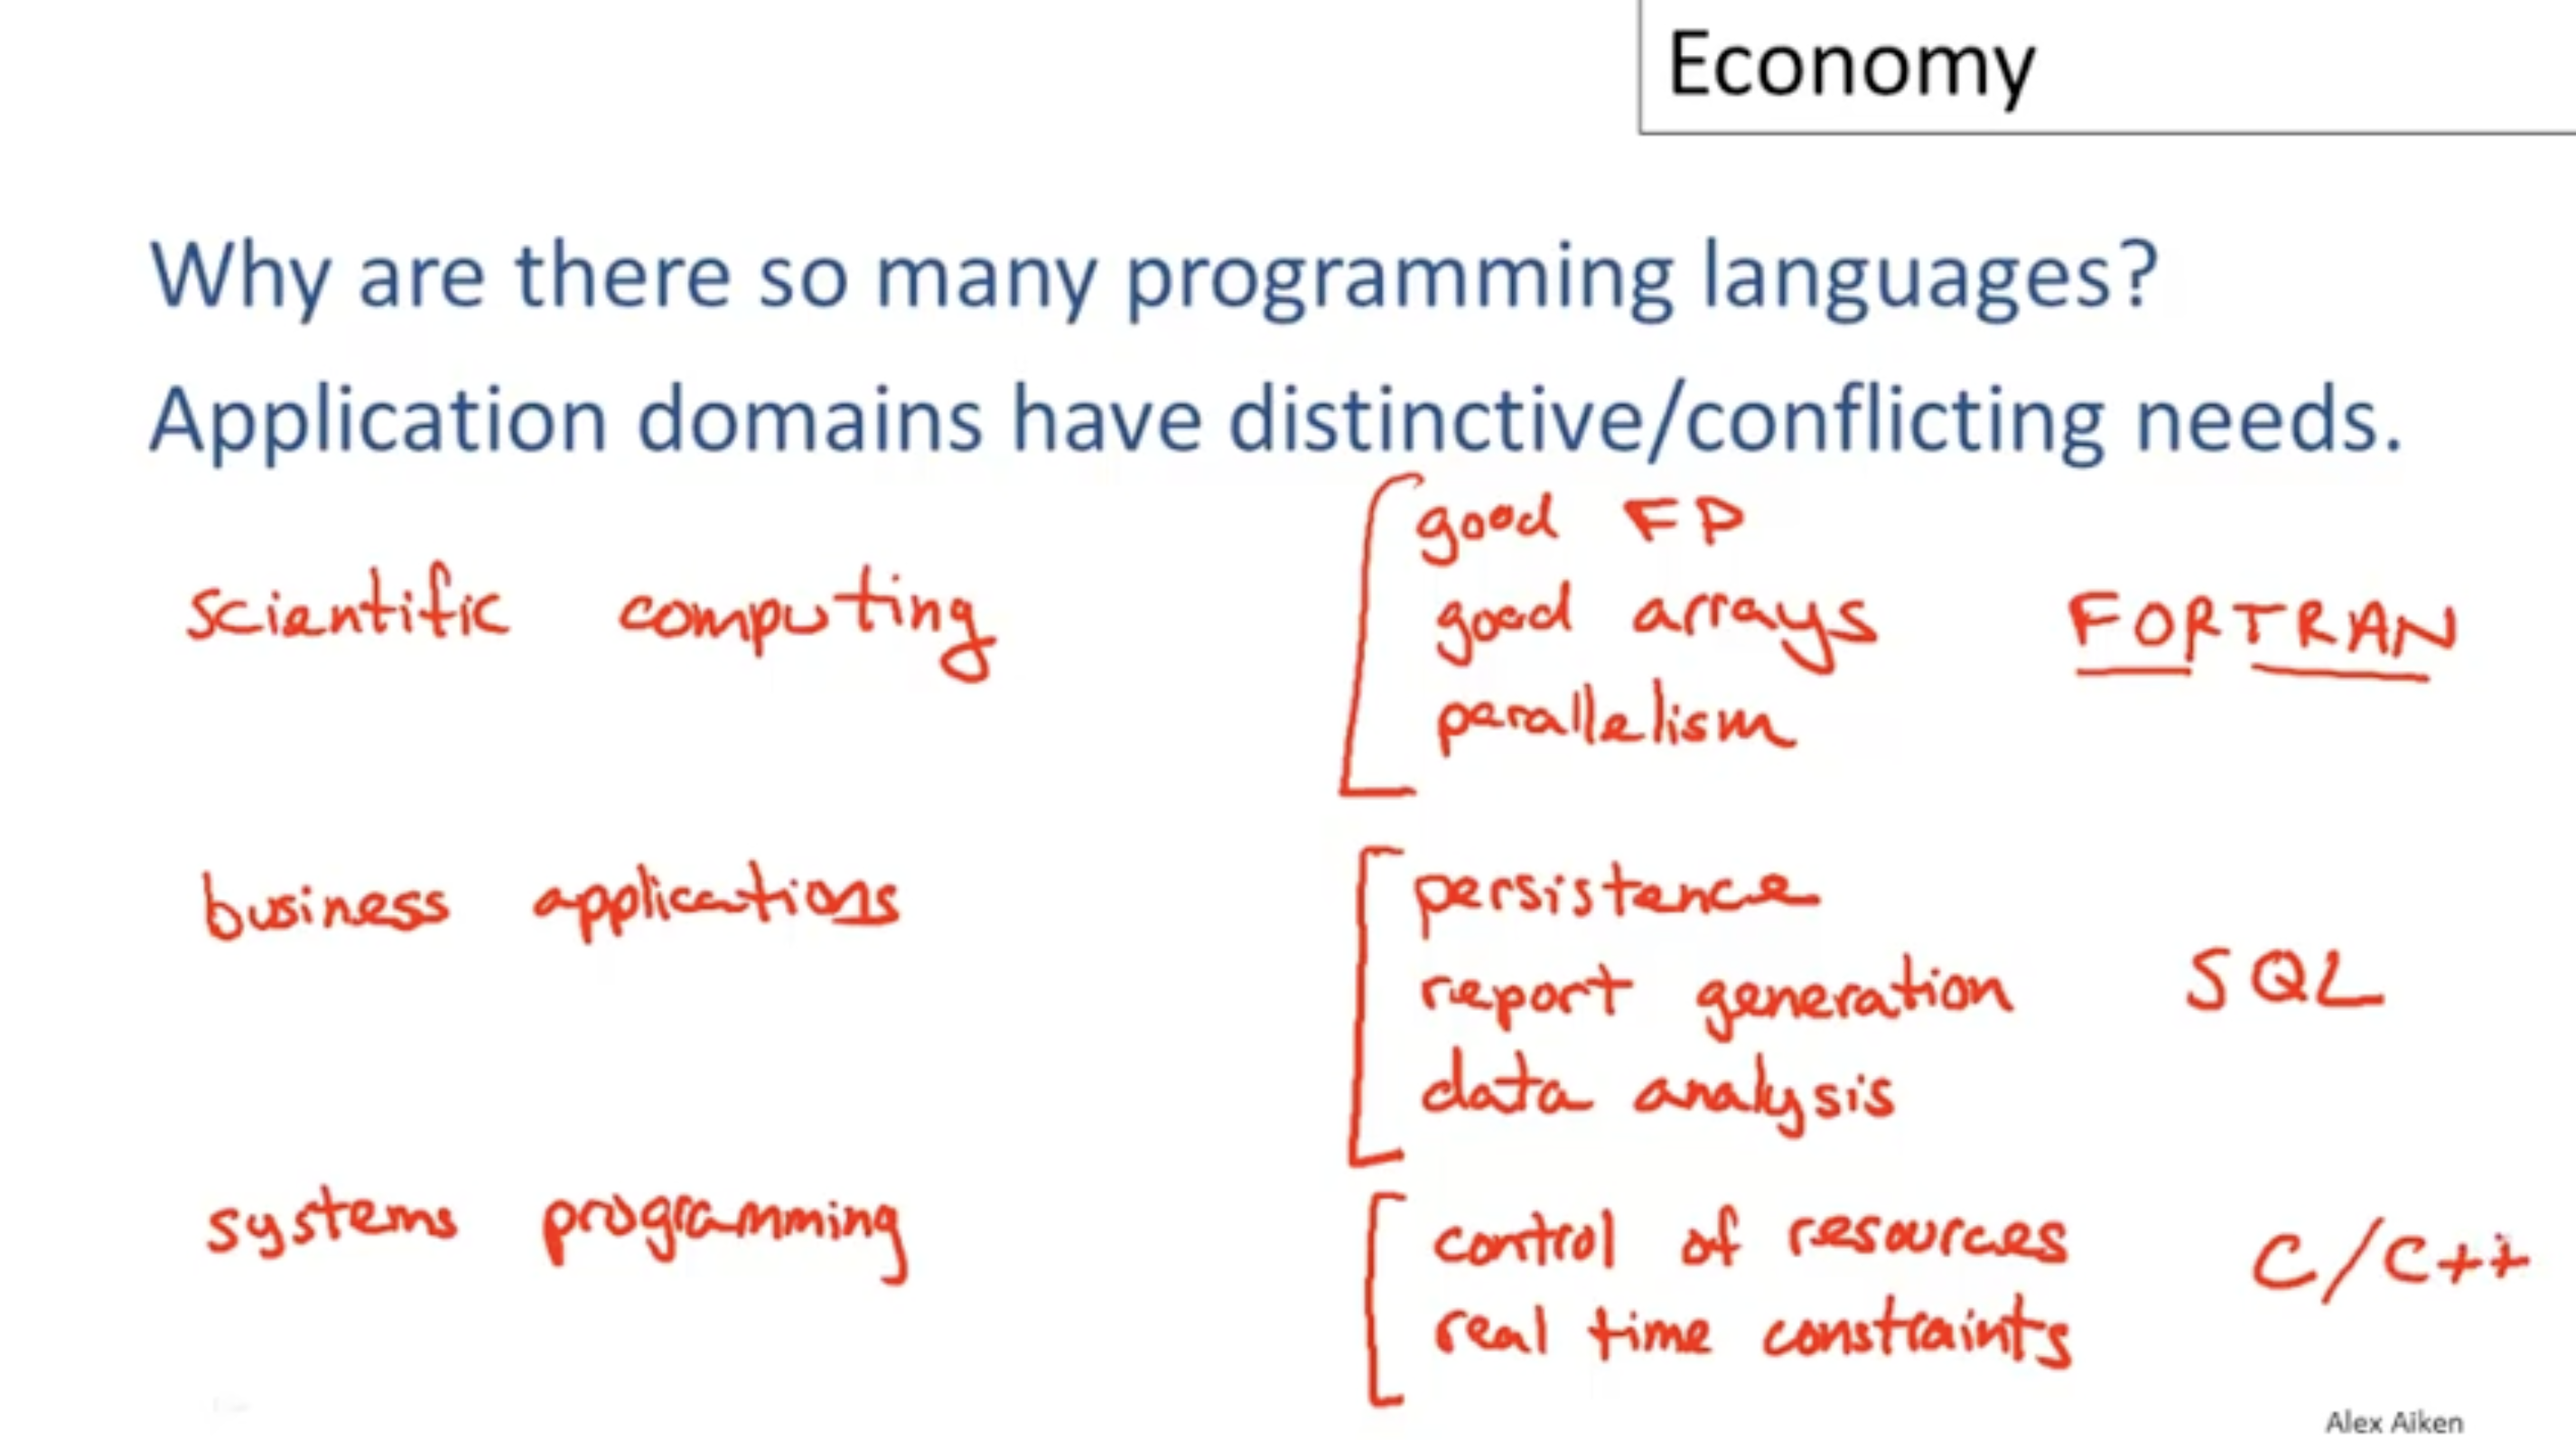 Economy
Why are there so many programming languages?
Application domains have distinctive/conflicting needs.
scientific computing
good FP
good arrays
parallelism
FORTRAN
business applications
persistence
report generation
data analysis
SQL
systems programming
control of resources
real time constraints
C/C++
Alex Aiken